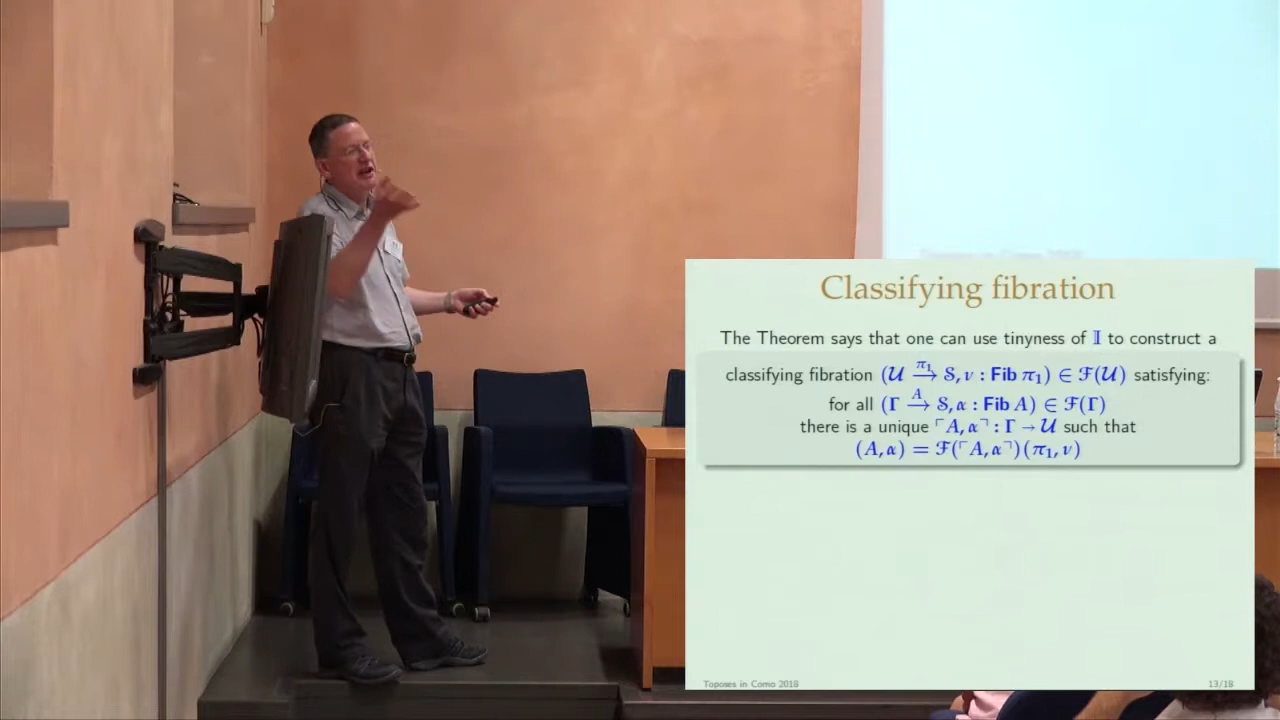 Classifying fibration
The Theorem says that one can use tinyness of 𝕀 to construct a
classifying fibration (𝒰 →^{π₁} 𝒮, ν : Fib π₁) ∈ ℱ(𝒰) satisfying:
for all (Γ →^{A} 𝒮, α : Fib A) ∈ ℱ(Γ)
there is a unique ⌜A, α⌝ : Γ → 𝒰 such that
(A, α) = ℱ(⌜A, α⌝)(π₁, ν)
Toposes in Como 2018
13/18